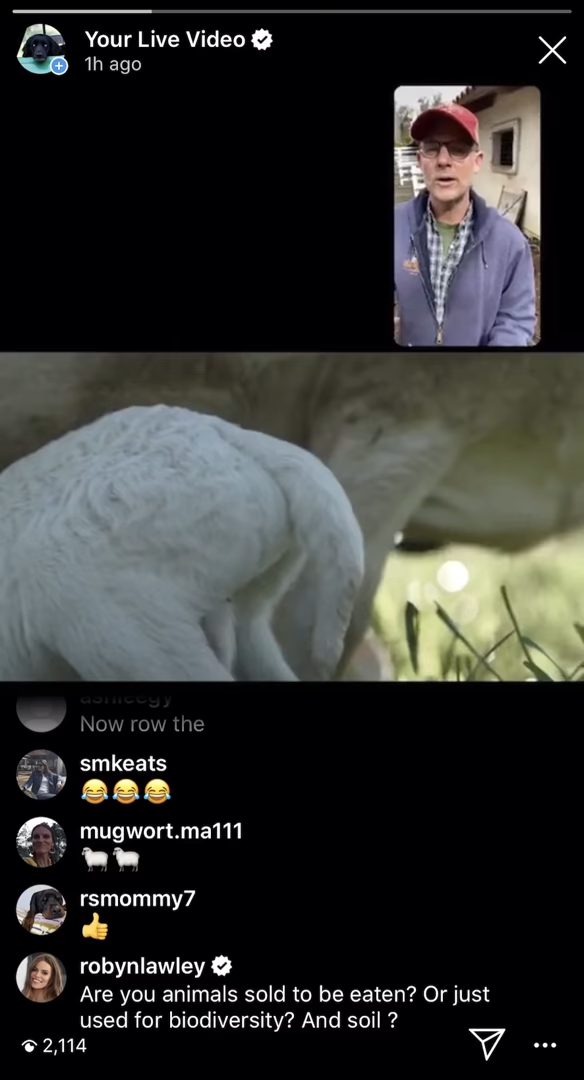 Your Live Video
1h ago
ashleegy
Now row the
smkeats
😂😂😂
mugwort.ma111
🐑🐑
rsmommy7
👍
robynlawley
Are you animals sold to be eaten? Or just
used for biodiversity? And soil ?
2,114